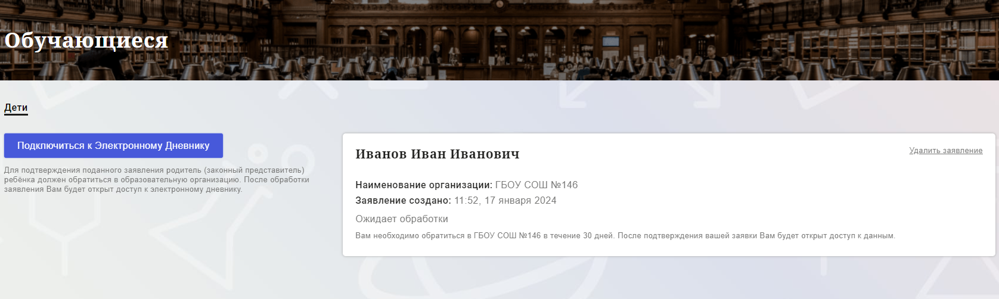 Обучающиеся
Дети
Подключиться к Электронному Дневнику
Для подтверждения поданного заявления родитель (законный представитель)
ребёнка должен обратиться в образовательную организацию. После обработки
заявления Вам будет открыт доступ к электронному дневнику.
Иванов Иван Иванович
Удалить заявление
Наименование организации: ГБОУ СОШ №146
Заявление создано: 11:52, 17 января 2024
Ожидает обработки
Вам необходимо обратиться в ГБОУ СОШ №146 в течение 30 дней. После подтверждения вашей заявки Вам будет открыт доступ к данным.